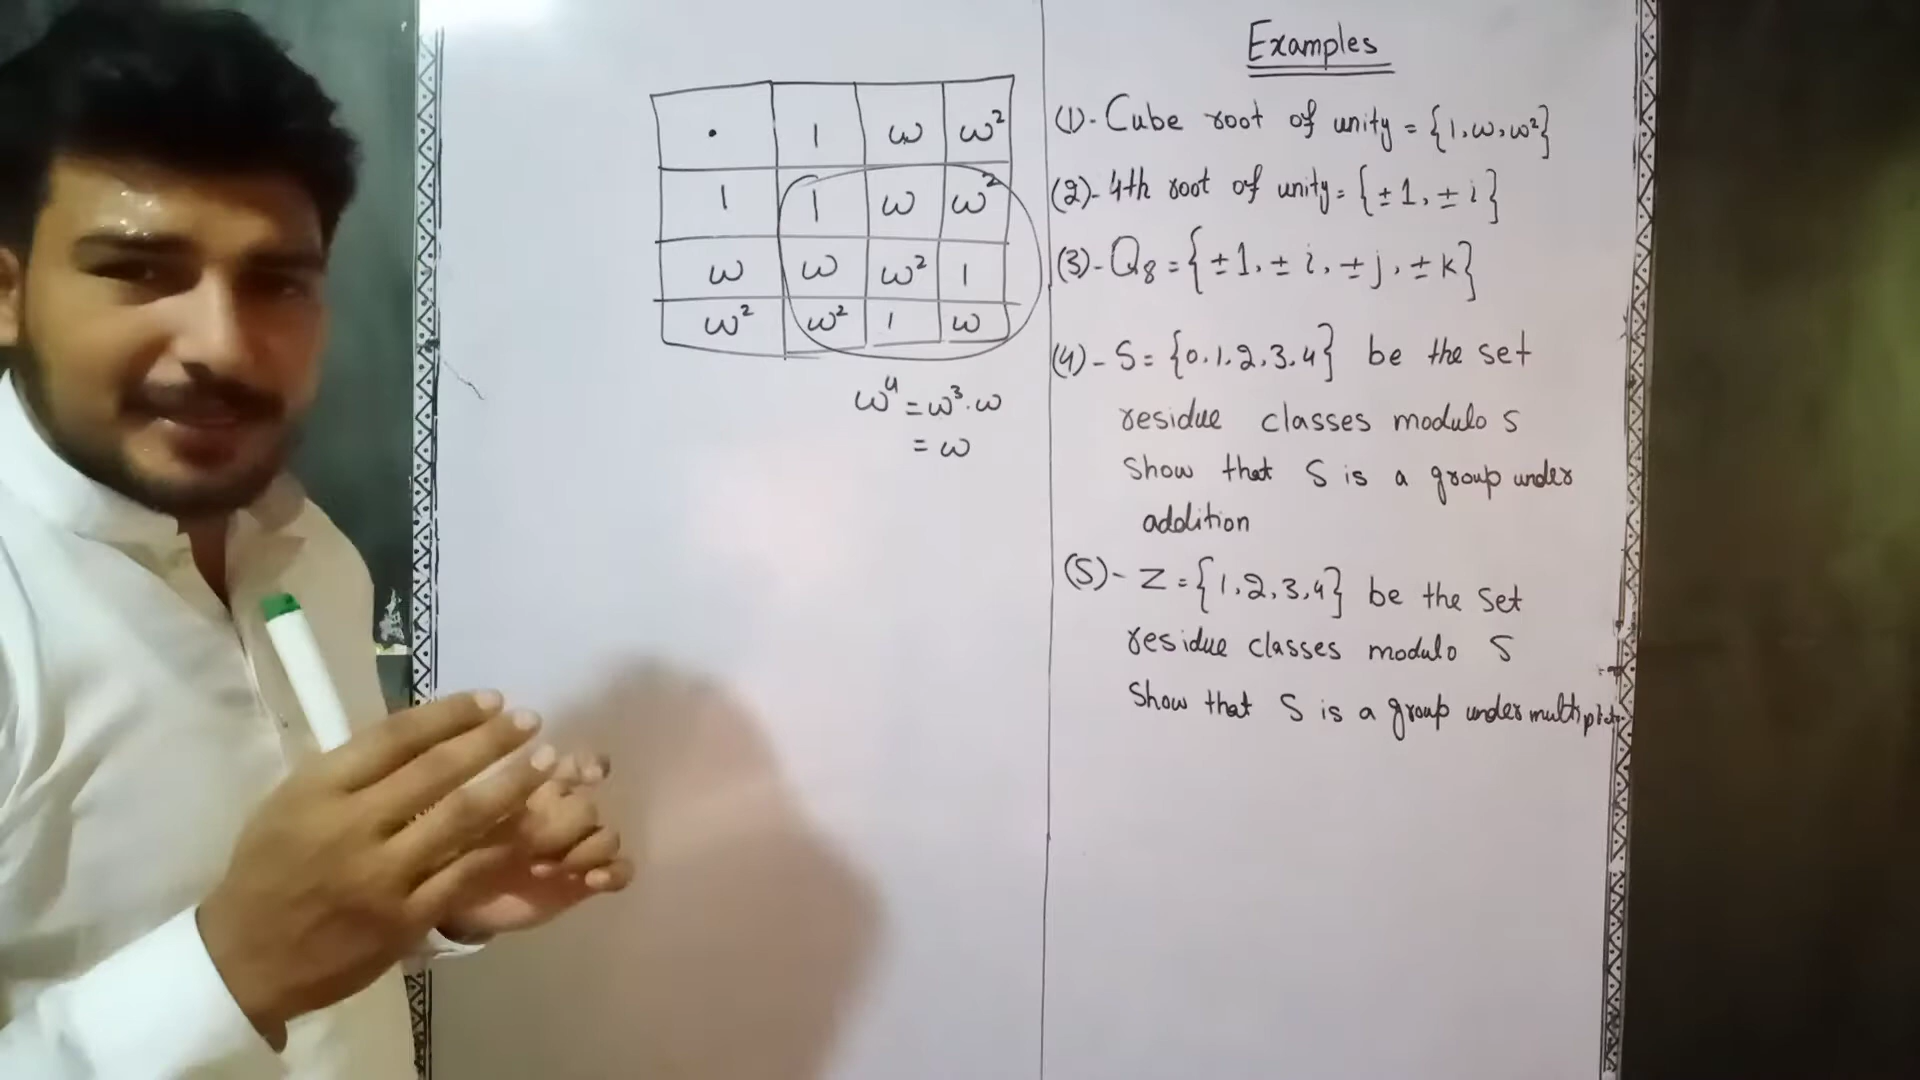 • 1 ω ω²
1 1 ω ω²
ω ω ω² 1
ω² ω² 1 ω
ω⁴ = ω³.ω
= ω
Examples
(1)- Cube root of unity = {1, ω, ω²}
(2)- 4th root of unity = {±1, ±i}
(3)- Q8 = {±1, ±i, ±j, ±k}
(4)- S = {0,1,2,3,4} be the set
residue classes modulo 5
Show that S is a group under
addition
(5)- Z = {1,2,3,4} be the set
residue classes modulo 5
Show that S is a group under